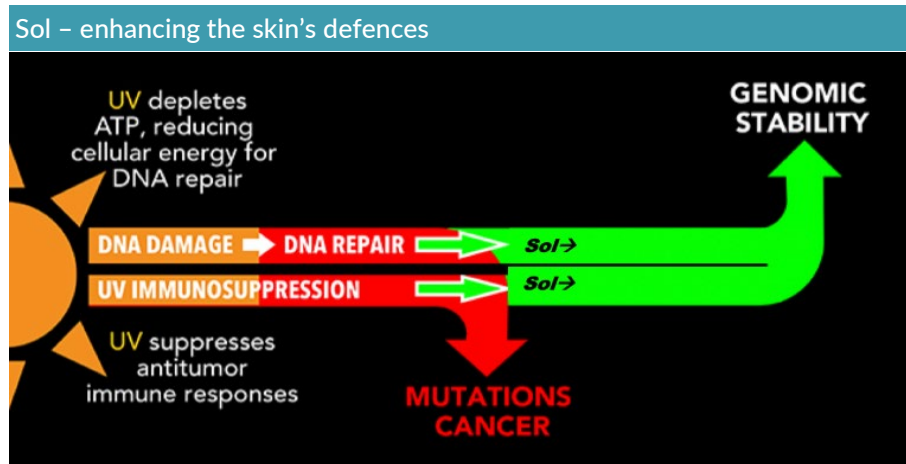 Sol – enhancing the skin's defences
UV depletes
ATP, reducing
cellular energy for
DNA repair
GENOMIC
STABILITY
DNA DAMAGE → DNA REPAIR
Sol→
UV IMMUNOSUPPRESSION
Sol→
UV suppresses
antitumor
immune responses
MUTATIONS
CANCER